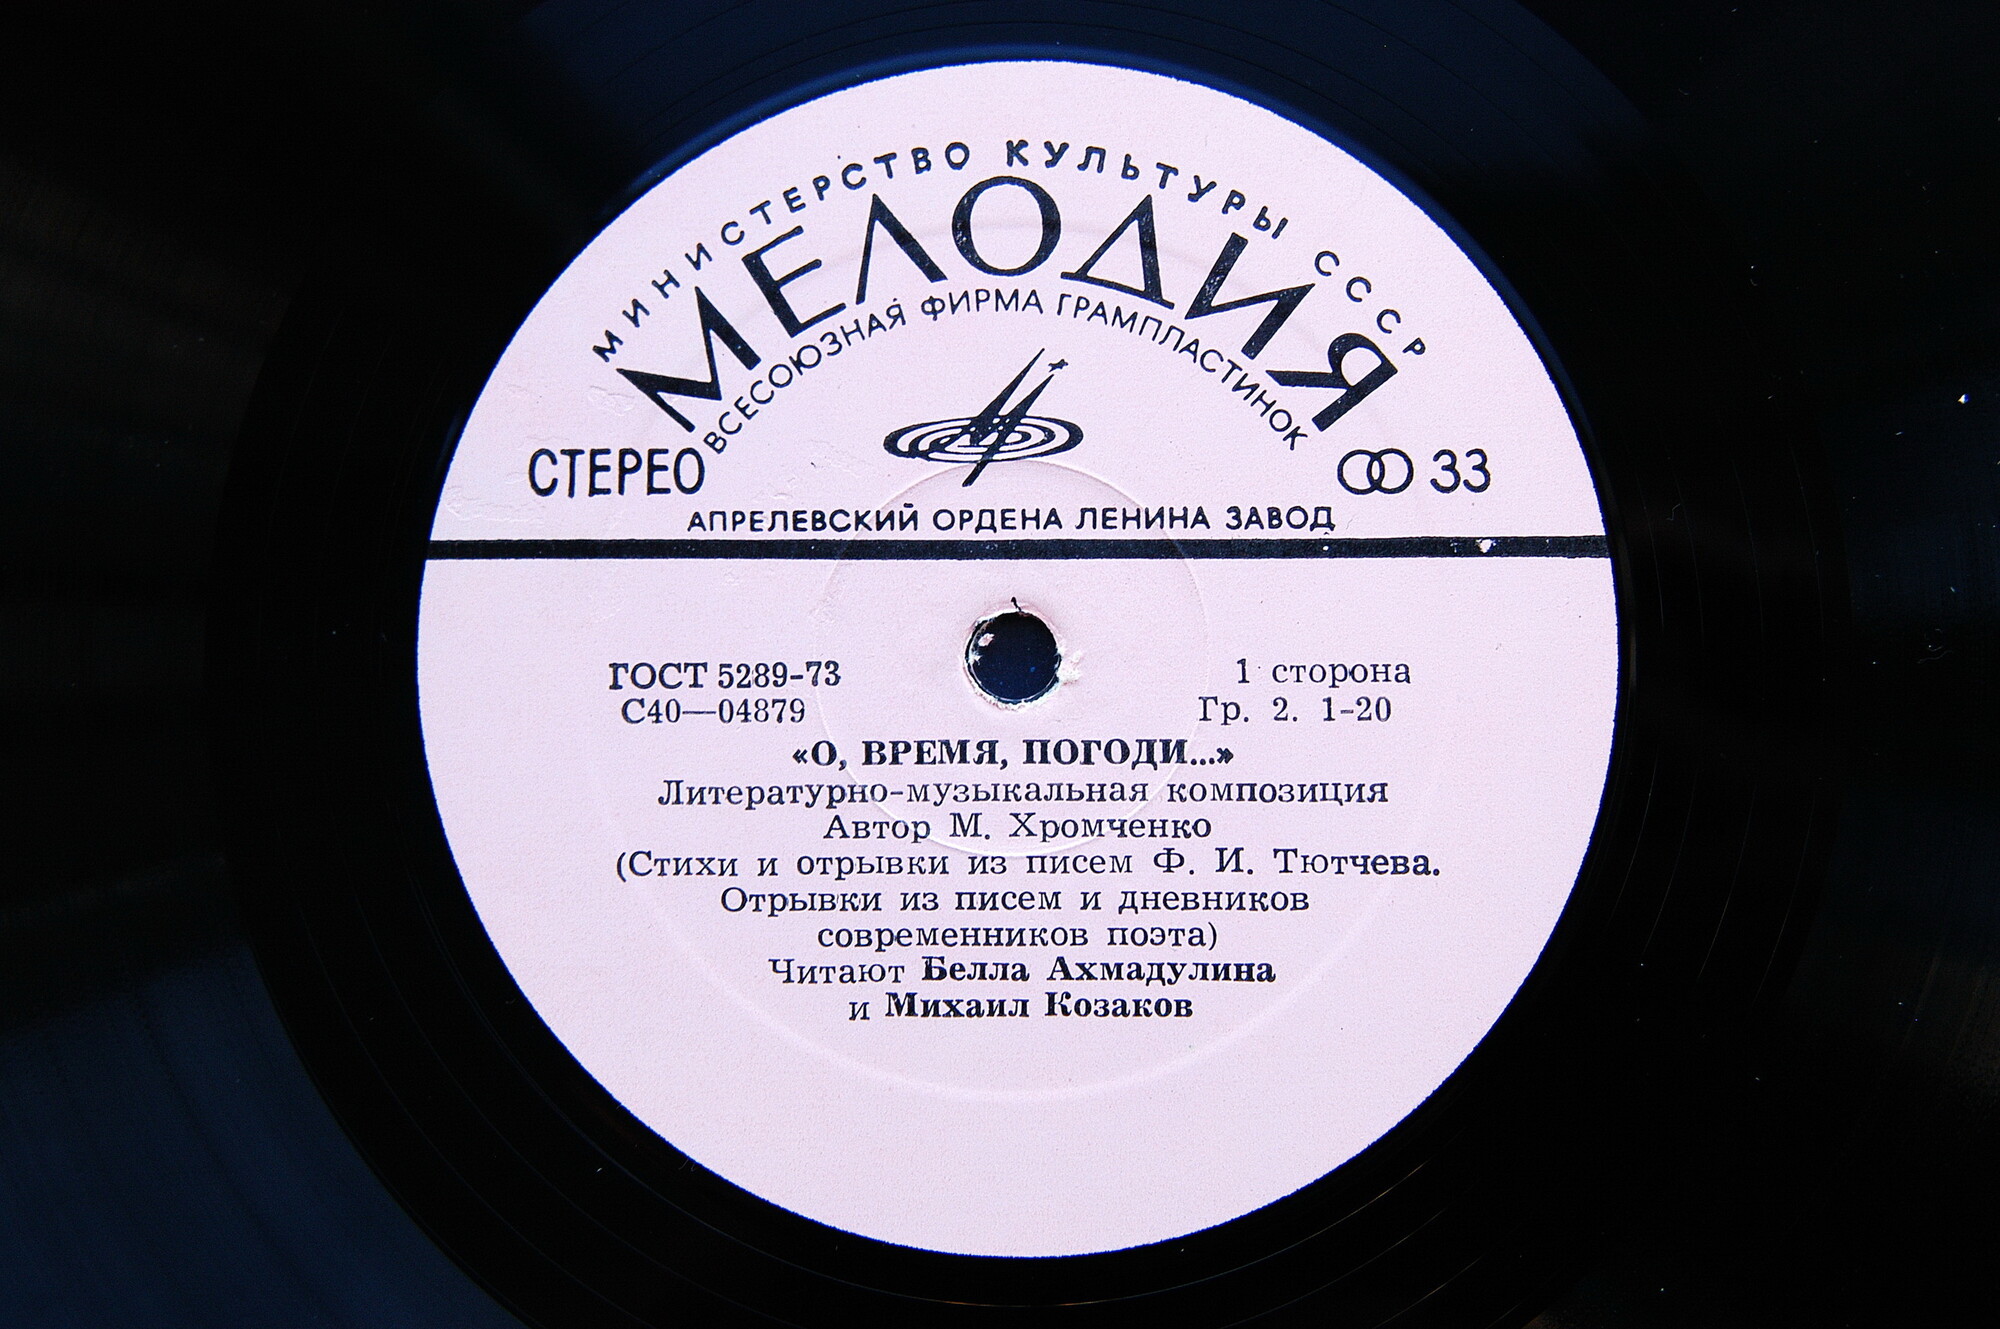 МИНИСТЕРСТВО КУЛЬТУРЫ СССР
МЕЛОДИЯ
ВСЕСОЮЗНАЯ ФИРМА ГРАМПЛАСТИНОК
СТЕРЕО
33
АПРЕЛЕВСКИЙ ОРДЕНА ЛЕНИНА ЗАВОД
ГОСТ 5289-73
1 сторона
С40—04879
Гр. 2. 1-20
«О, ВРЕМЯ, ПОГОДИ...»
Литературно-музыкальная композиция
Автор М. Хромченко
(Стихи и отрывки из писем Ф. И. Тютчева.
Отрывки из писем и дневников
современников поэта)
Читают Белла Ахмадулина
и Михаил Козаков